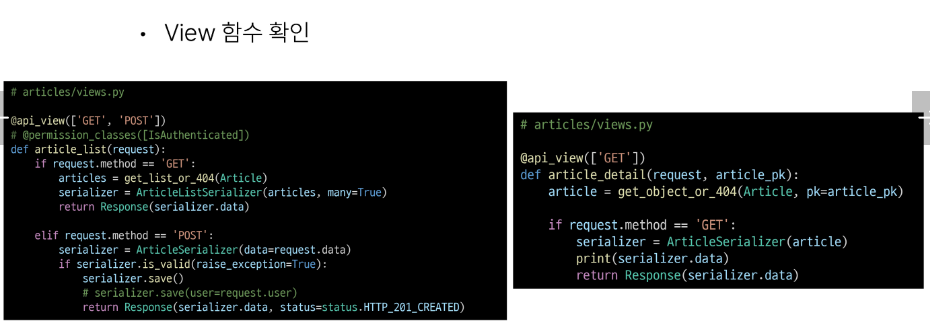 • View 함수 확인
# articles/views.py
@api_view(['GET', 'POST'])
# @permission_classes([IsAuthenticated])
def article_list(request):
    if request.method == 'GET':
        articles = get_list_or_404(Article)
        serializer = ArticleListSerializer(articles, many=True)
        return Response(serializer.data)
    elif request.method == 'POST':
        serializer = ArticleSerializer(data=request.data)
        if serializer.is_valid(raise_exception=True):
            serializer.save()
            # serializer.save(user=request.user)
            return Response(serializer.data, status=status.HTTP_201_CREATED)
# articles/views.py
@api_view(['GET'])
def article_detail(request, article_pk):
    article = get_object_or_404(Article, pk=article_pk)
    if request.method == 'GET':
        serializer = ArticleSerializer(article)
        print(serializer.data)
        return Response(serializer.data)